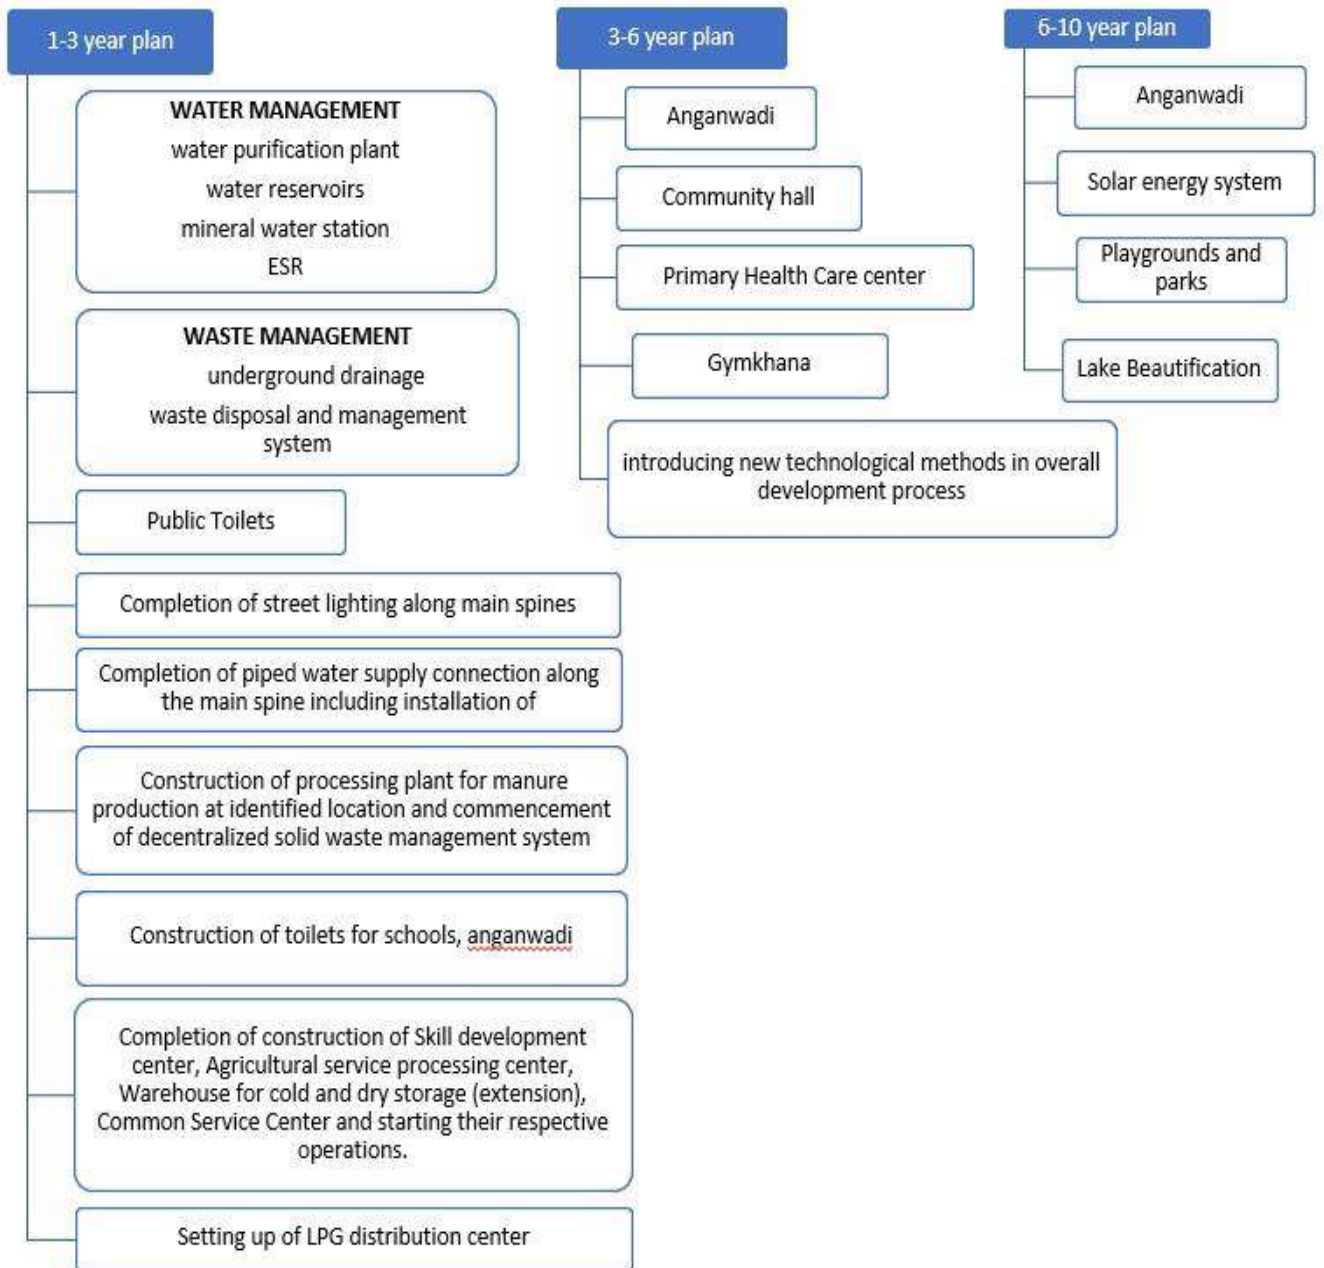 1-3 year plan
WATER MANAGEMENT
water purification plant
water reservoirs
mineral water station
ESR
WASTE MANAGEMENT
underground drainage
waste disposal and management
system
Public Toilets
Completion of street lighting along main spines
Completion of piped water supply connection along
the main spine including installation of
Construction of processing plant for manure
production at identified location and commencement
of decentralized solid waste management system
Construction of toilets for schools, anganwadi
Completion of construction of Skill development
center, Agricultural service processing center,
Warehouse for cold and dry storage (extension),
Common Service Center and starting their respective
operations.
Setting up of LPG distribution center
3-6 year plan
Anganwadi
Community hall
Primary Health Care center
Gymkhana
introducing new technological methods in overall
development process
6-10 year plan
Anganwadi
Solar energy system
Playgrounds and
parks
Lake Beautification